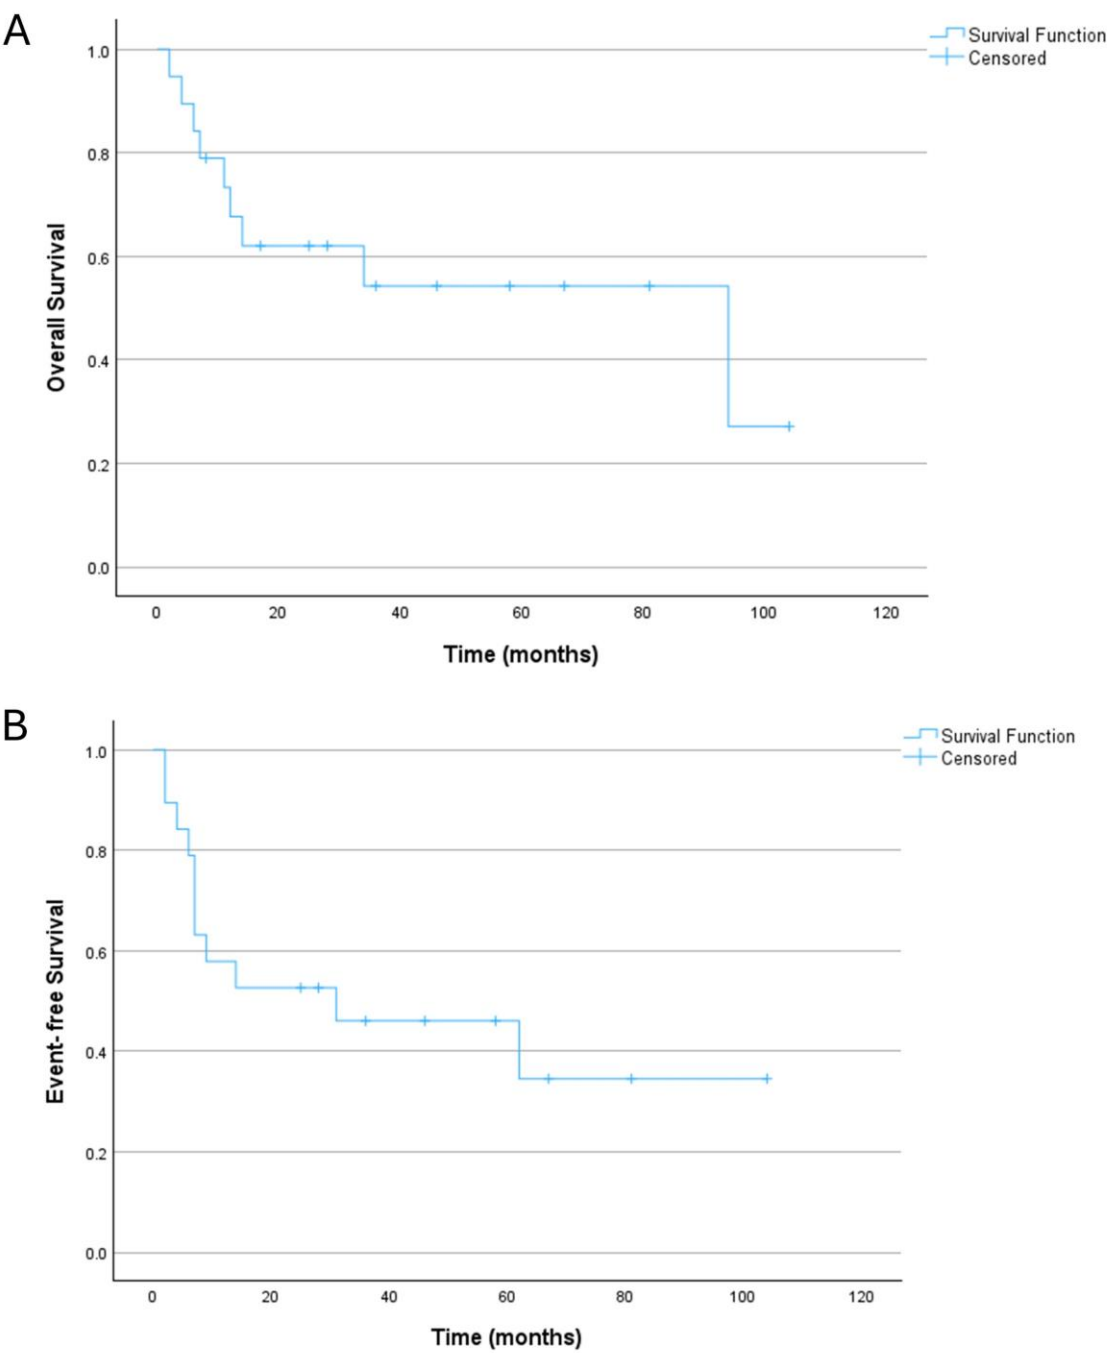 A
Survival Function
Censored
1.0
0.8
0.6
0.4
0.2
0.0
Overall Survival
0 20 40 60 80 100 120
Time (months)
B
Survival Function
Censored
1.0
0.8
0.6
0.4
0.2
0.0
Event-free Survival
0 20 40 60 80 100 120
Time (months)